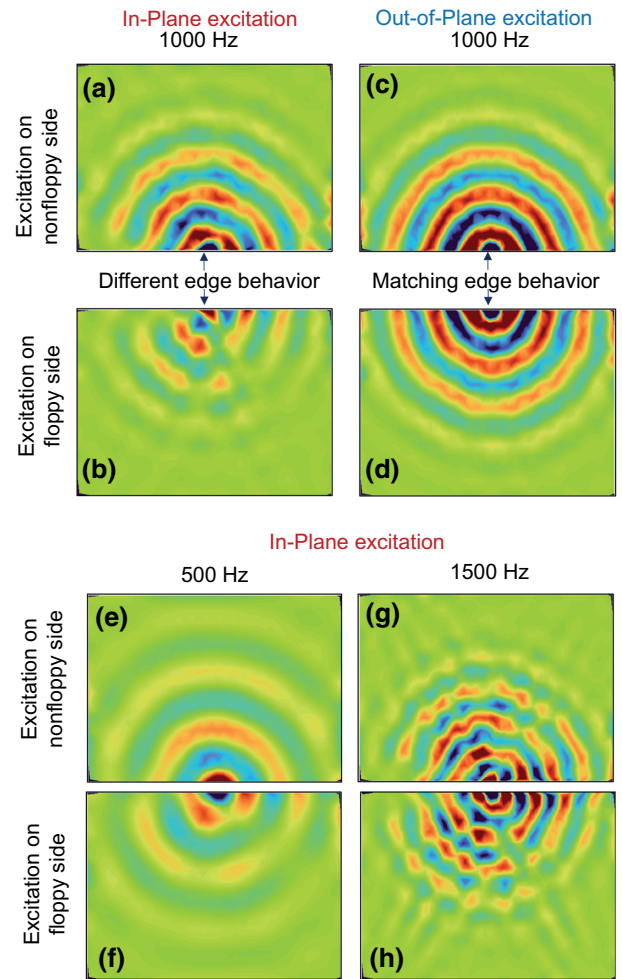 In-Plane excitation
1000 Hz
Out-of-Plane excitation
1000 Hz
Excitation on
nonfloppy side
(a)
(c)
Different edge behavior
Matching edge behavior
Excitation on
floppy side
(b)
(d)
In-Plane excitation
500 Hz
1500 Hz
Excitation on
nonfloppy side
(e)
(g)
Excitation on
floppy side
(f)
(h)